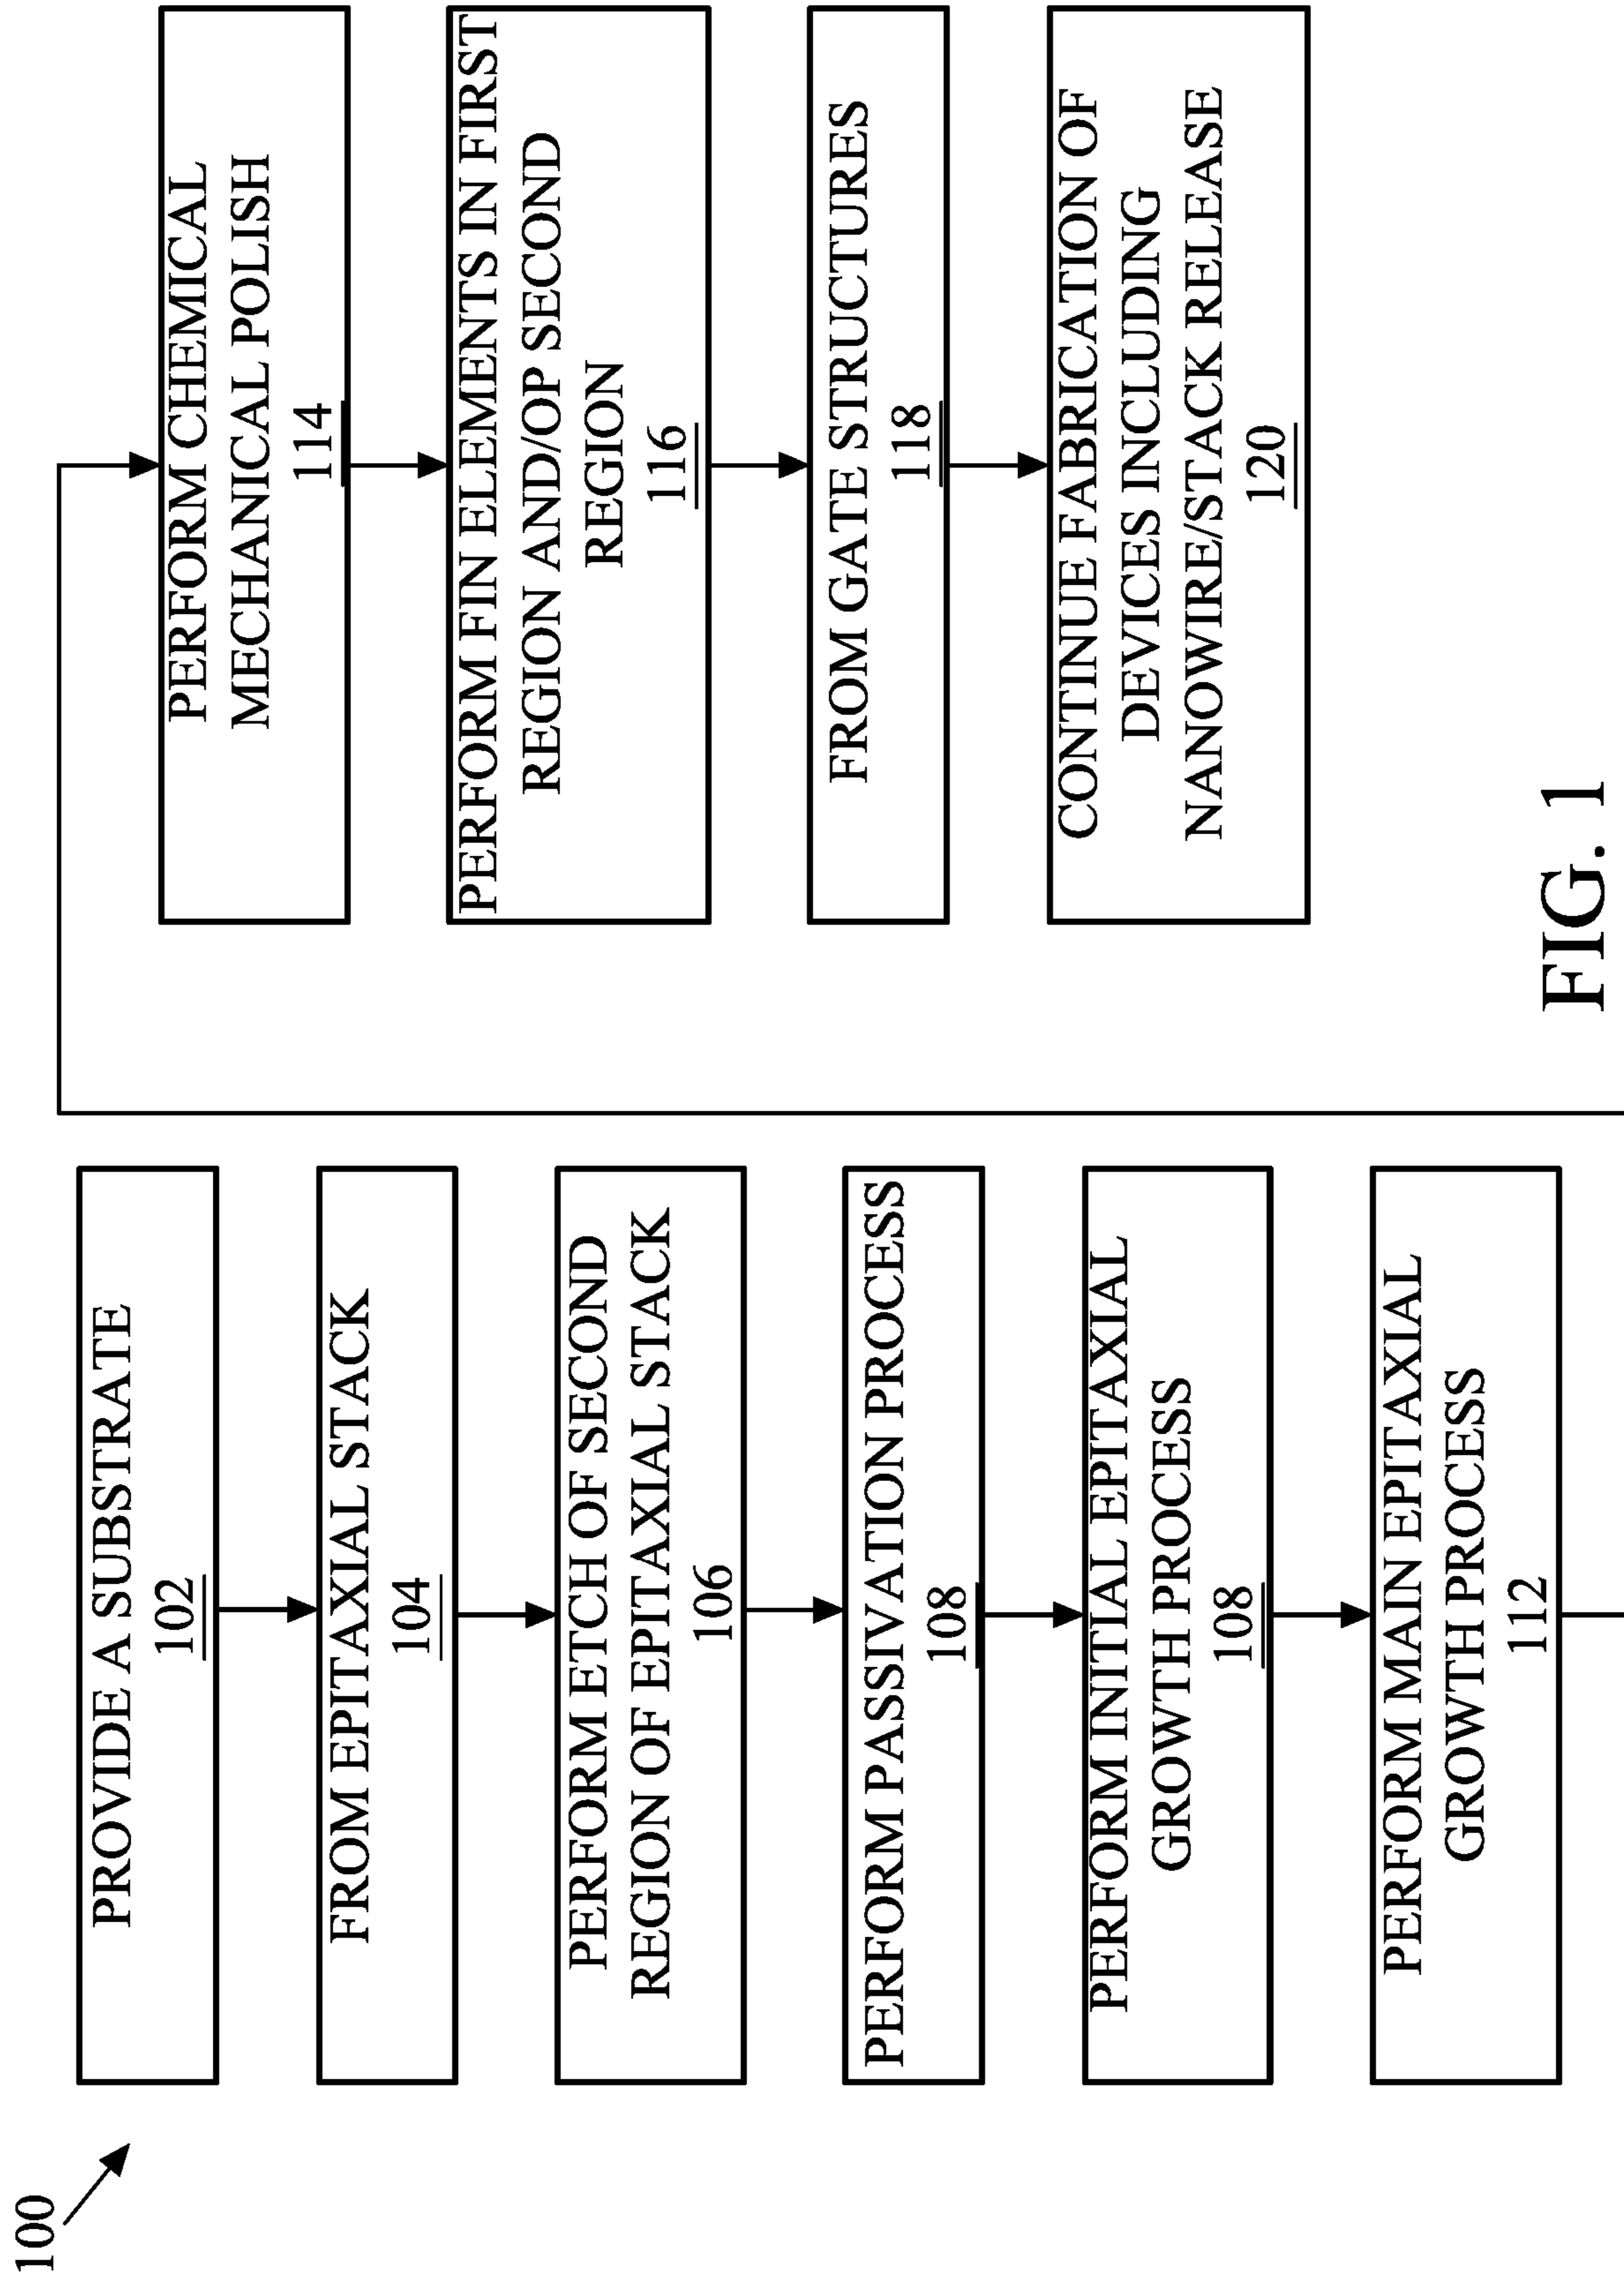 100
PROVIDE A SUBSTRATE
102
FROM EPITAXIAL STACK
104
PERFORM ETCH OF SECOND
REGION OF EPITAXIAL STACK
106
PERFORM PASSIVATION PROCESS
108
PERFORM INITIAL EPITAXIAL
GROWTH PROCESS
108
PERFORM MAIN EPITAXIAL
GROWTH PROCESS
112
PERFORM CHEMICAL
MECHANICAL POLISH
114
PERFORM FIN ELEMENTS IN FIRST
REGION AND/OP SECOND
REGION
116
FROM GATE STRUCTURES
118
CONTINUE FABRICATION OF
DEVICES INCLUDING
NANOWIRE/STACK RELEASE
120
FIG. 1